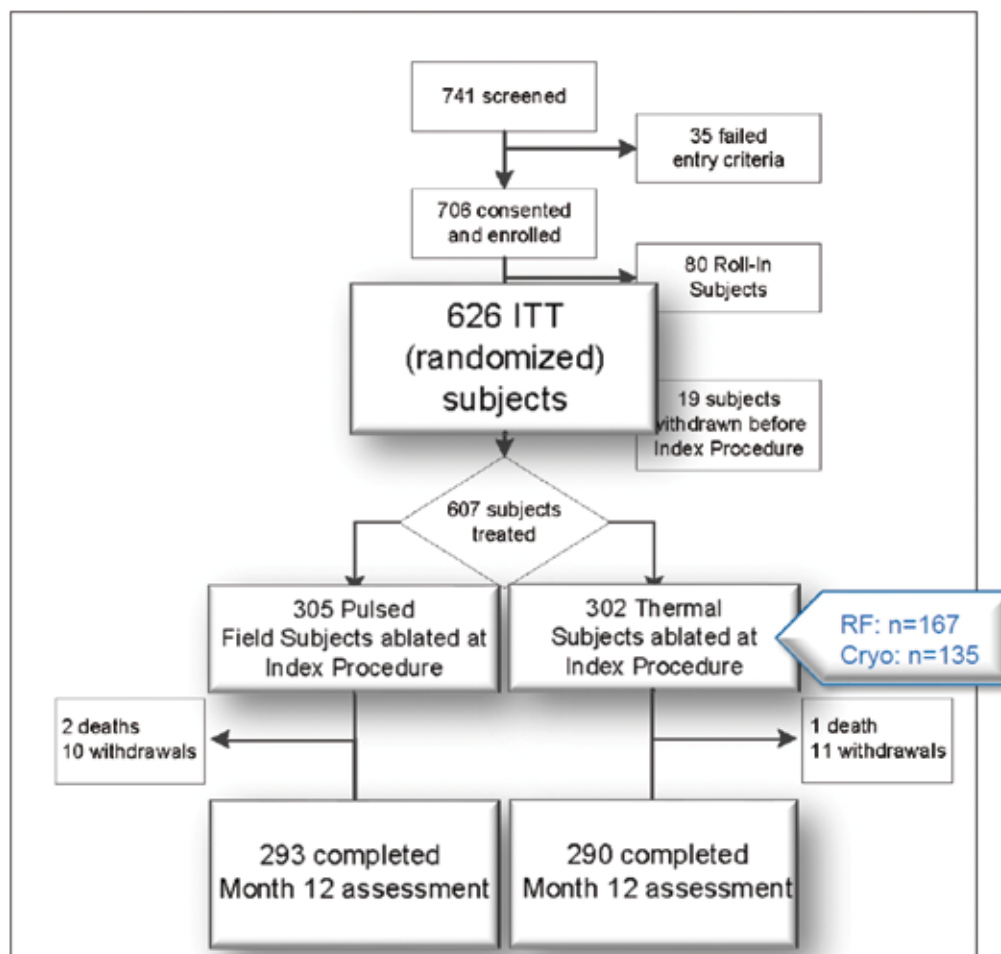 741 screened
35 failed
entry criteria
706 consented
and enrolled
80 Roll-In
Subjects
626 ITT
(randomized)
subjects
19 subjects
withdrawn before
Index Procedure
607 subjects
treated
305 Pulsed
Field Subjects ablated at
Index Procedure
302 Thermal
Subjects ablated at
Index Procedure
RF: n=167
Cryo: n=135
2 deaths
10 withdrawals
1 death
11 withdrawals
293 completed
Month 12 assessment
290 completed
Month 12 assessment